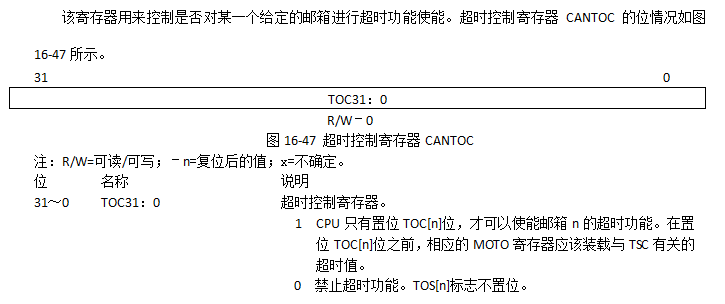 该寄存器用来控制是否对某一个给定的邮箱进行超时功能使能。超时控制寄存器 CANTOC 的位情况如图
16-47 所示。
31 0
TOC31：0
R/W－0
图 16-47 超时控制寄存器 CANTOC
注：R/W=可读/可写；－n=复位后的值；x=不确定。
位 名称 说明
31～0 TOC31：0 超时控制寄存器。
1 CPU 只有置位 TOC[n]位，才可以使能邮箱 n 的超时功能。在置
位 TOC[n]位之前，相应的 MOTO 寄存器应该装载与 TSC 有关的
超时值。
0 禁止超时功能。TOS[n]标志不置位。